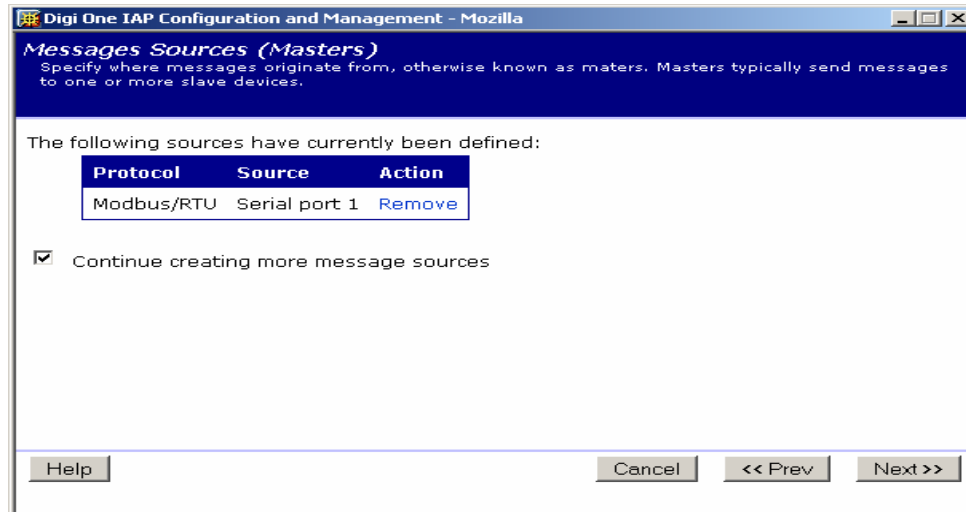 Digi One IAP Configuration and Management - Mozilla
Messages Sources (Masters)
Specify where messages originate from, otherwise known as maters. Masters typically send messages
to one or more slave devices.
The following sources have currently been defined:
Protocol Source Action
Modbus/RTU Serial port 1 Remove
Continue creating more message sources
Help Cancel << Prev Next >>